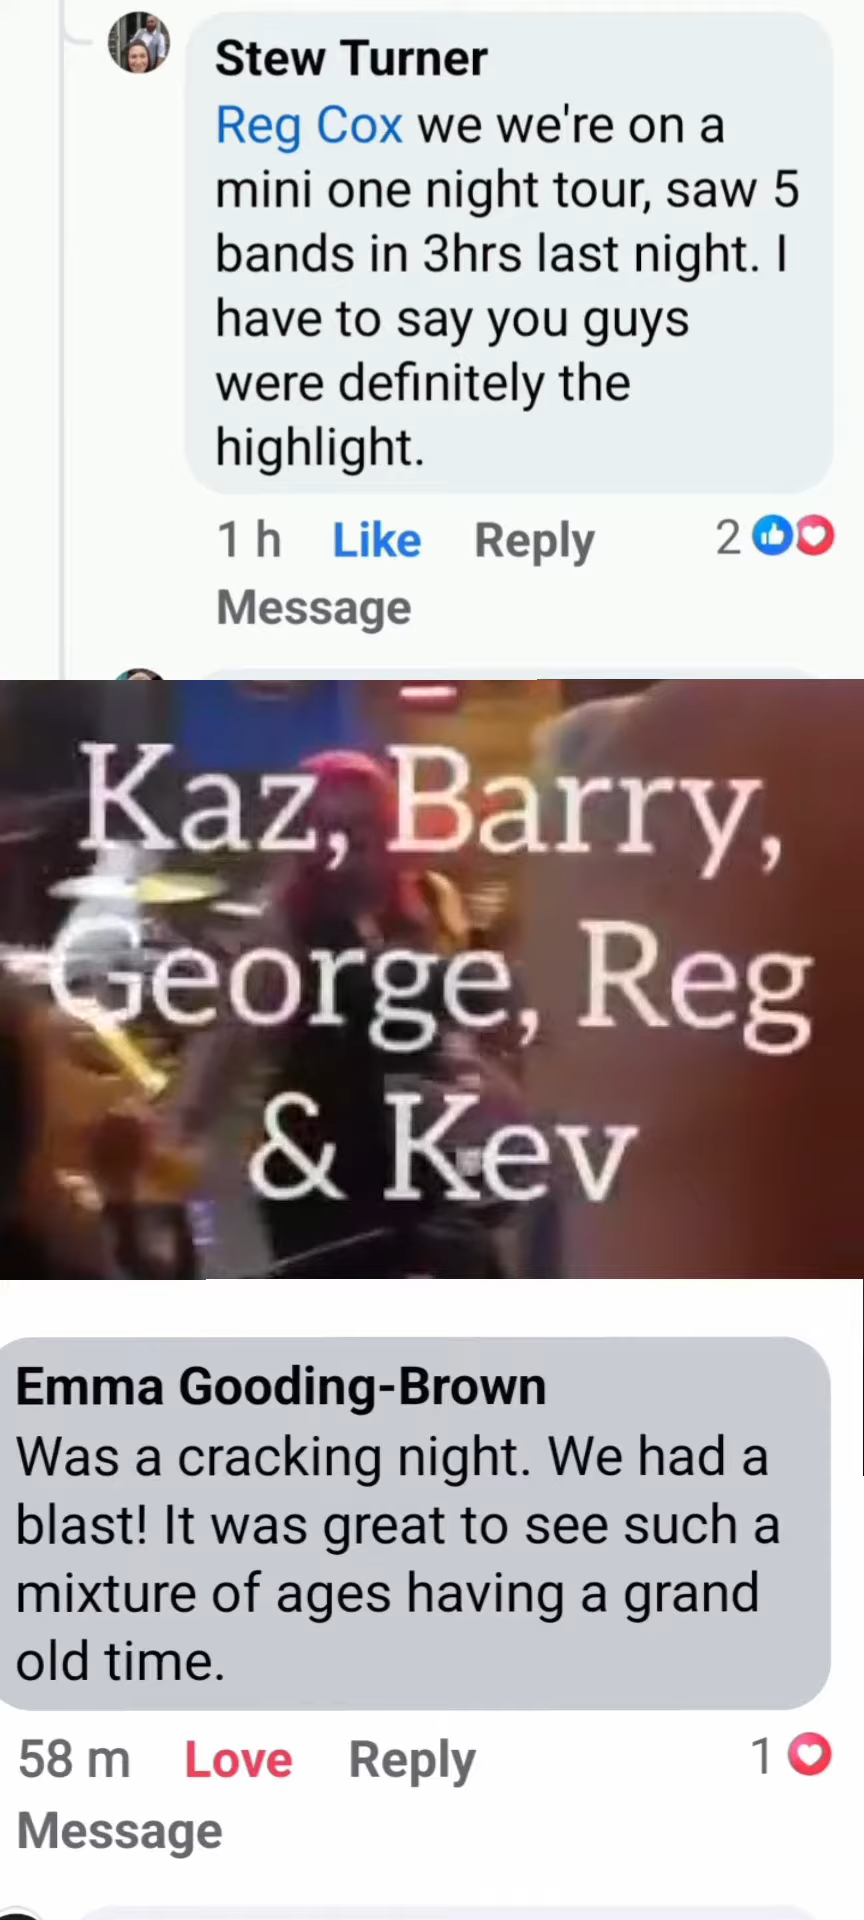 Stew Turner
Reg Cox we we're on a
mini one night tour, saw 5
bands in 3hrs last night. I
have to say you guys
were definitely the
highlight.
1 h Like Reply 2
Message
Kaz, Barry,
George, Reg
& Kev
Emma Gooding-Brown
Was a cracking night. We had a
blast! It was great to see such a
mixture of ages having a grand
old time.
58 m Love Reply 1
Message